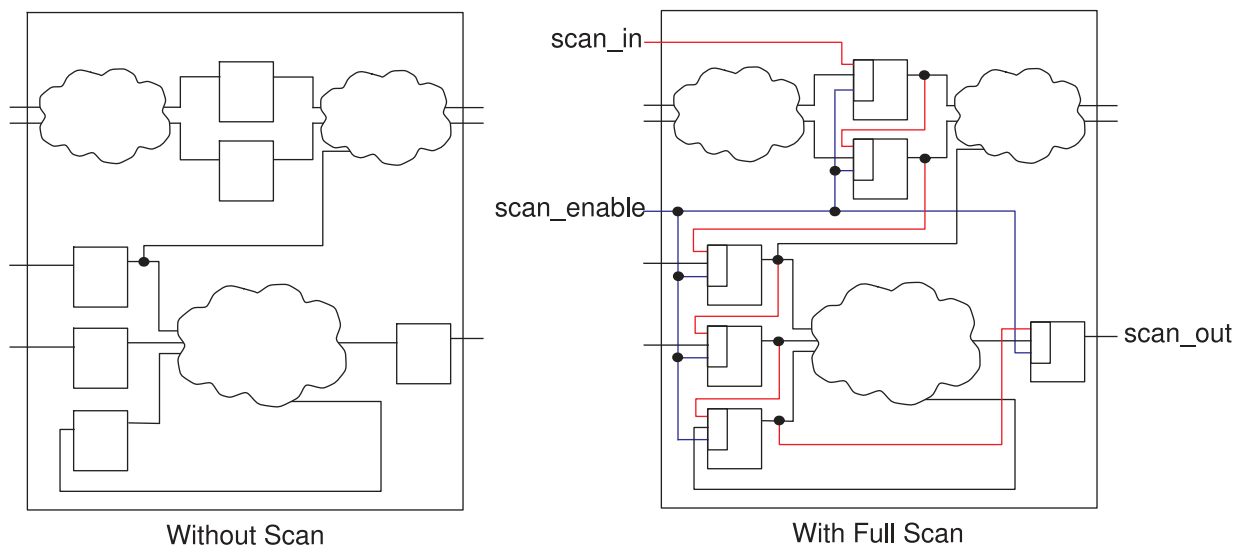 scan_in
scan_enable
scan_out
Without Scan
With Full Scan